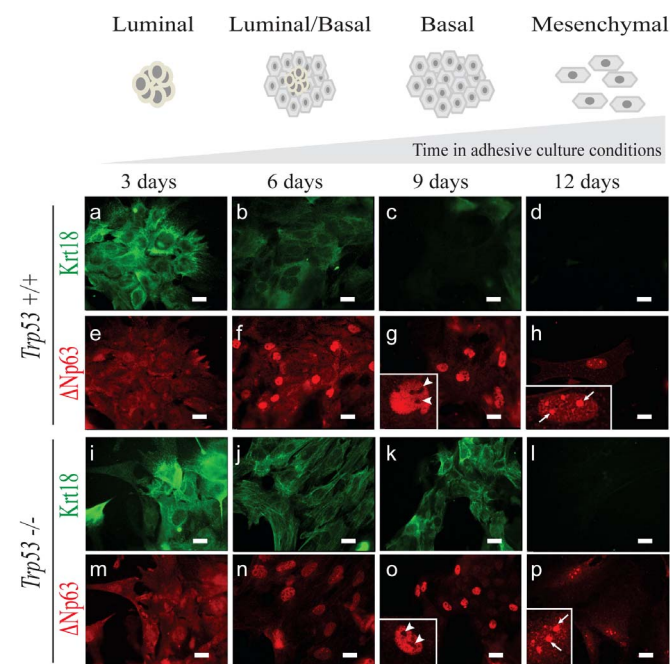 Luminal Luminal/Basal Basal Mesenchymal
Time in adhesive culture conditions
3 days 6 days 9 days 12 days
Trp53 +/+
Krt18
a b c d
ΔNp63
e f g h
Trp53 -/-
Krt18
i j k l
ΔNp63
m n o p